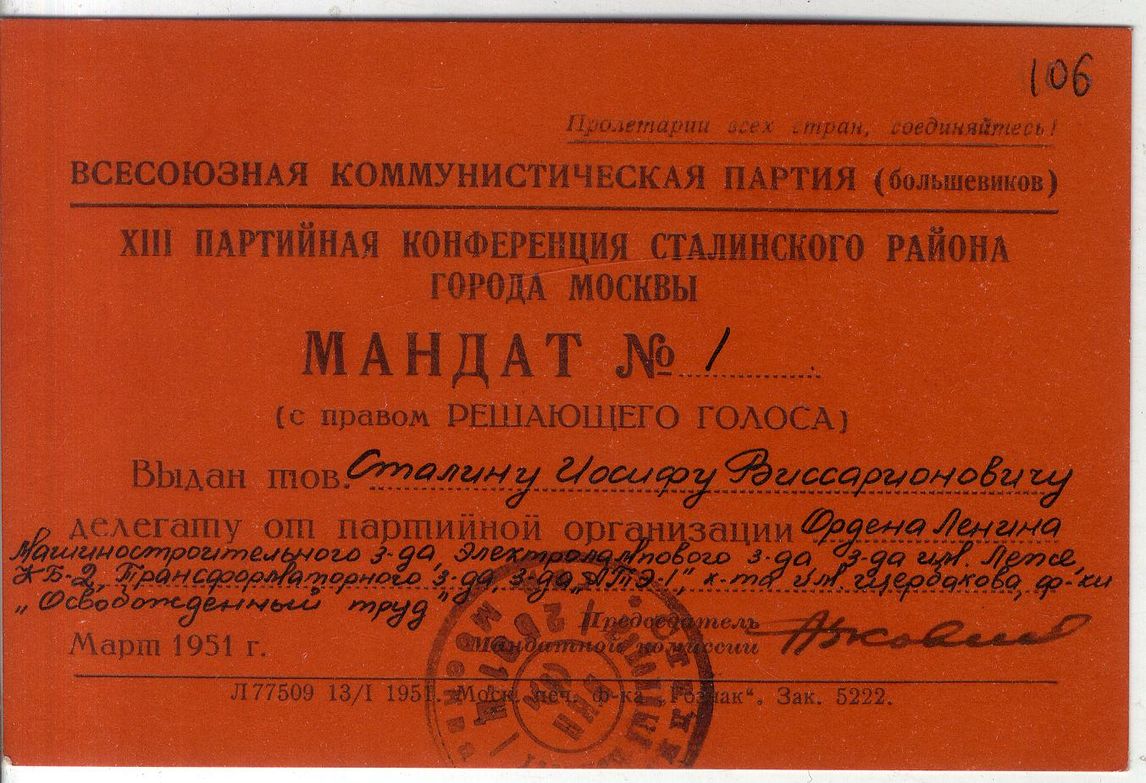 106
Пролетарии всех стран, соединяйтесь!
ВСЕСОЮЗНАЯ КОММУНИСТИЧЕСКАЯ ПАРТИЯ (большевиков)
XIII ПАРТИЙНАЯ КОНФЕРЕНЦИЯ СТАЛИНСКОГО РАЙОНА
ГОРОДА МОСКВЫ
МАНДАТ № 1
(с правом РЕШАЮЩЕГО ГОЛОСА)
Выдан тов. Сталину Иосифу Виссарионовичу
делегату от партийной организации Ордена Ленина
Машиностроительного з-да, Электролампового з-да, з-да им. Лепсе,
КБ-2, Трансформаторного з-да, з-да „АТЭ-1", к-та им Щербакова, ф-ки
„Освобожденный труд"
Председатель
Мандатной комиссии
Март 1951 г.
Л 77509 13/I 1951. Моск. печ. ф-ка „Гознак“. Зак. 5222.